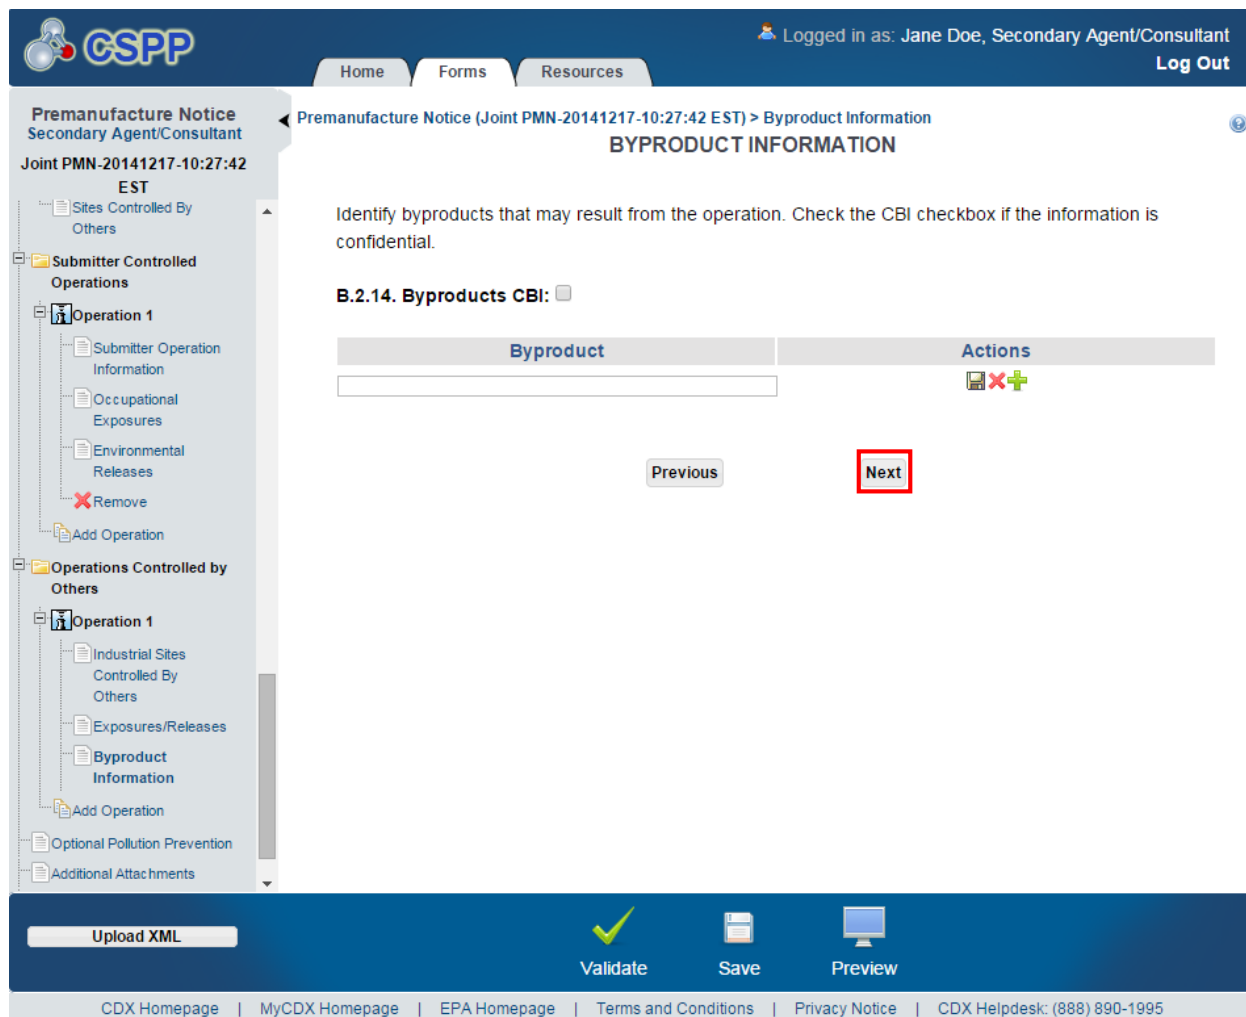 CSPP
Logged in as: Jane Doe, Secondary Agent/Consultant
Log Out
Home
Forms
Resources
Premanufacture Notice
Secondary Agent/Consultant
Joint PMN-20141217-10:27:42
EST
Sites Controlled By
Others
Submitter Controlled
Operations
Operation 1
Submitter Operation
Information
Occupational
Exposures
Environmental
Releases
Remove
Add Operation
Operations Controlled by
Others
Operation 1
Industrial Sites
Controlled By
Others
Exposures/Releases
Byproduct
Information
Add Operation
Optional Pollution Prevention
Additional Attachments
Premanufacture Notice (Joint PMN-20141217-10:27:42 EST) > Byproduct Information
BYPRODUCT INFORMATION
Identify byproducts that may result from the operation. Check the CBI checkbox if the information is
confidential.
B.2.14. Byproducts CBI:
Byproduct Actions
Previous Next
Upload XML
Validate Save Preview
CDX Homepage | MyCDX Homepage | EPA Homepage | Terms and Conditions | Privacy Notice | CDX Helpdesk: (888) 890-1995